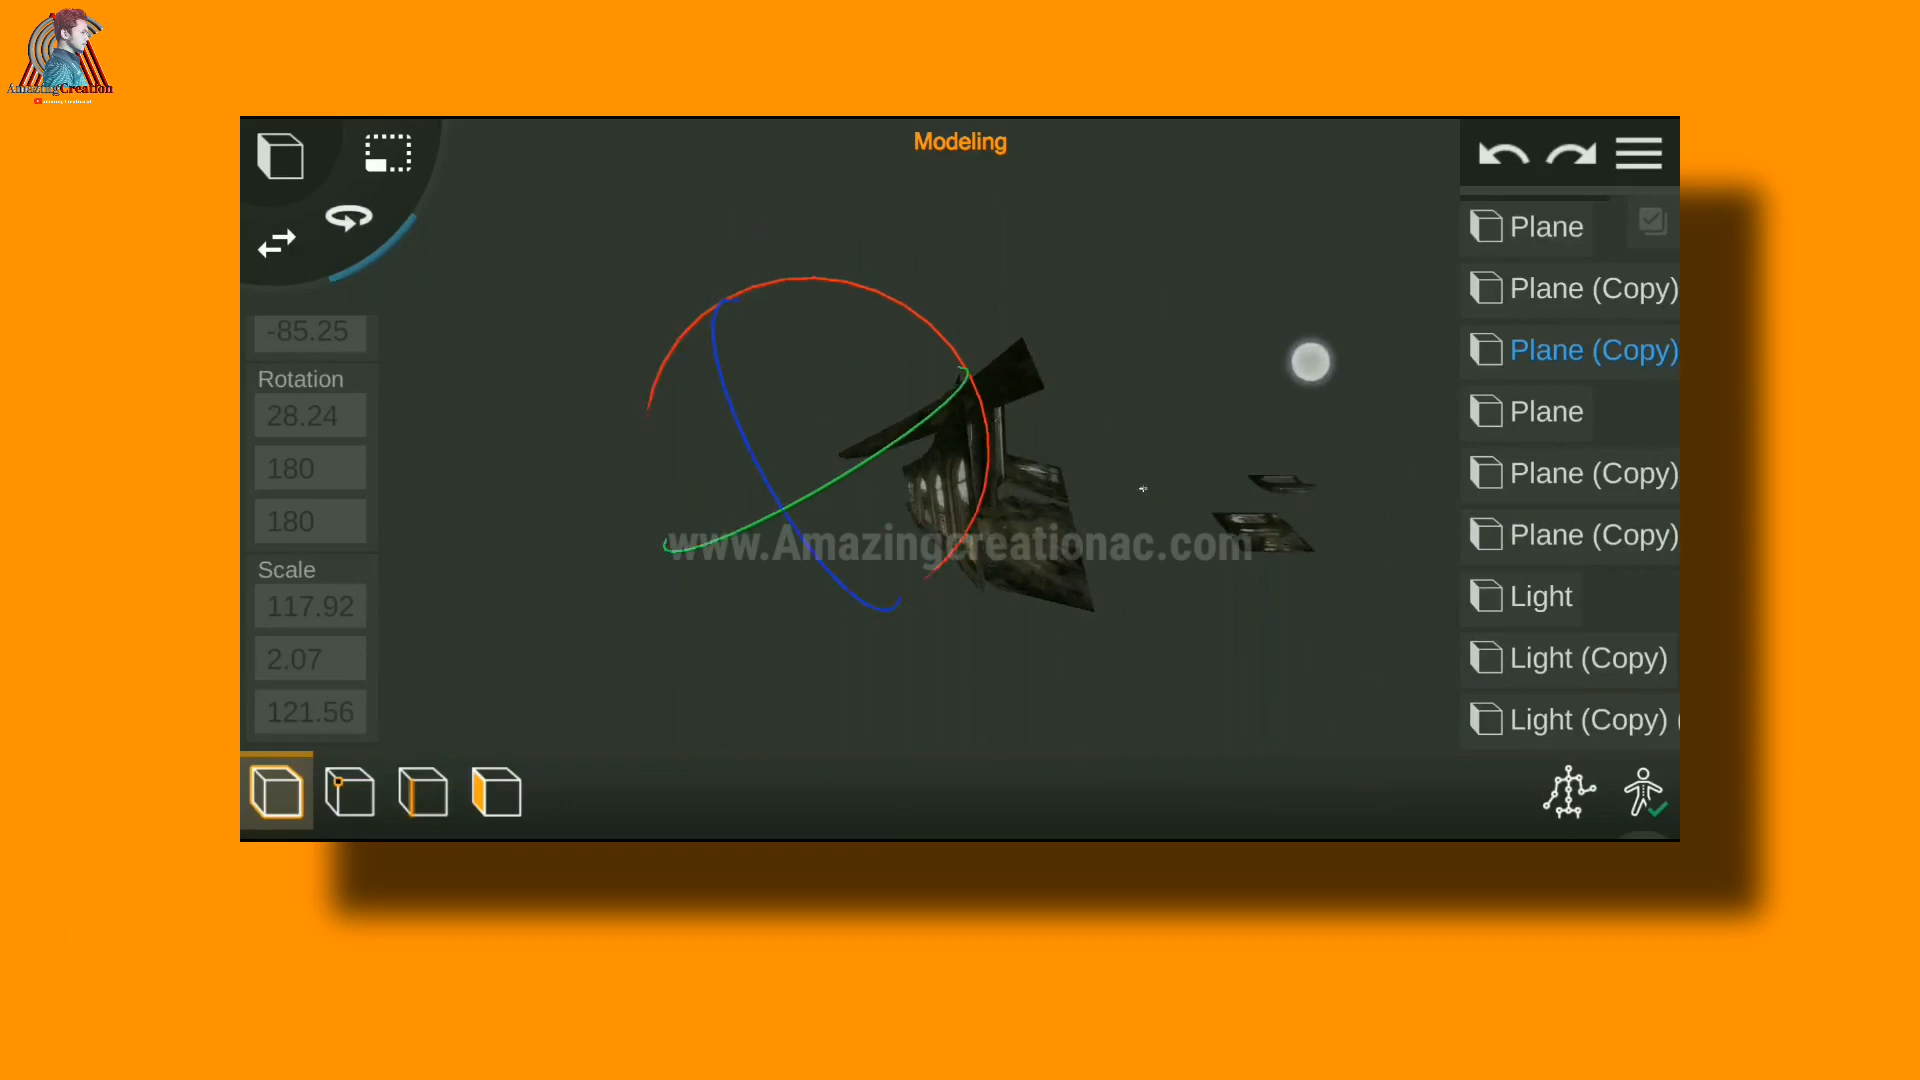 AmazingCreation
Modeling
Plane
Plane (Copy)
-85.25
Plane (Copy)
Rotation
28.24
Plane
180
Plane (Copy)
180
Plane (Copy)
www.Amazingcreationac.com
Scale
117.92
Light
2.07
Light (Copy)
121.56
Light (Copy) (